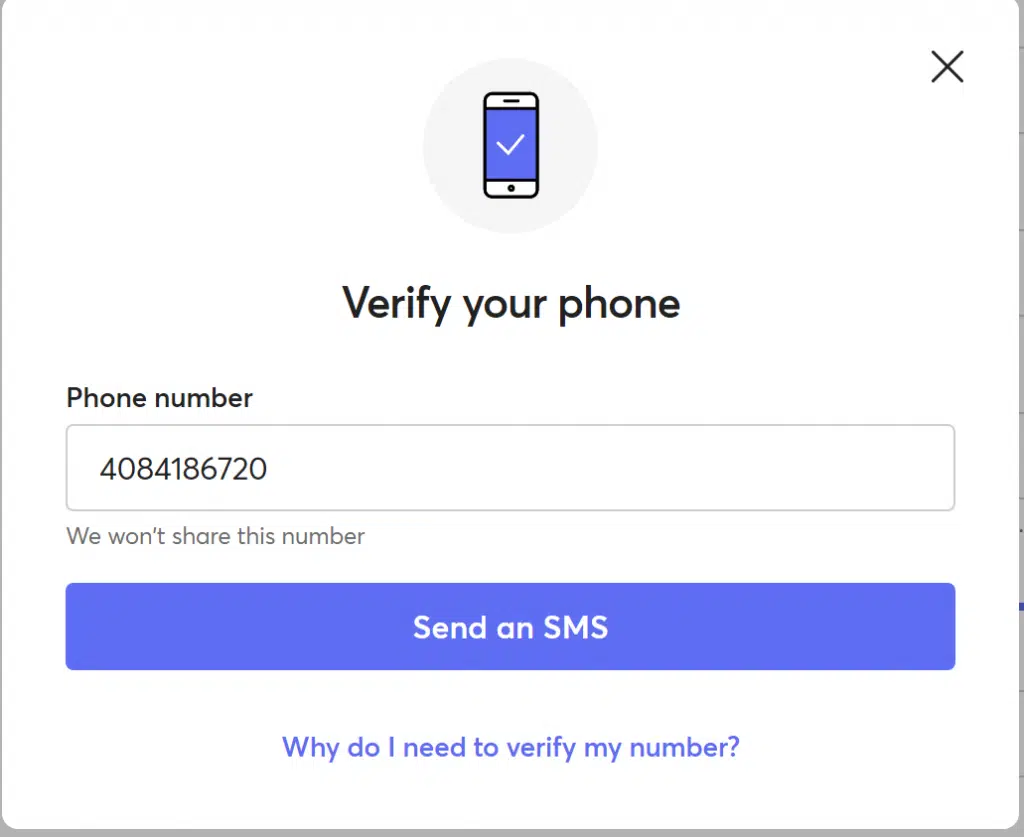 Verify your phone
Phone number
4084186720
We won't share this number
Send an SMS
Why do I need to verify my number?